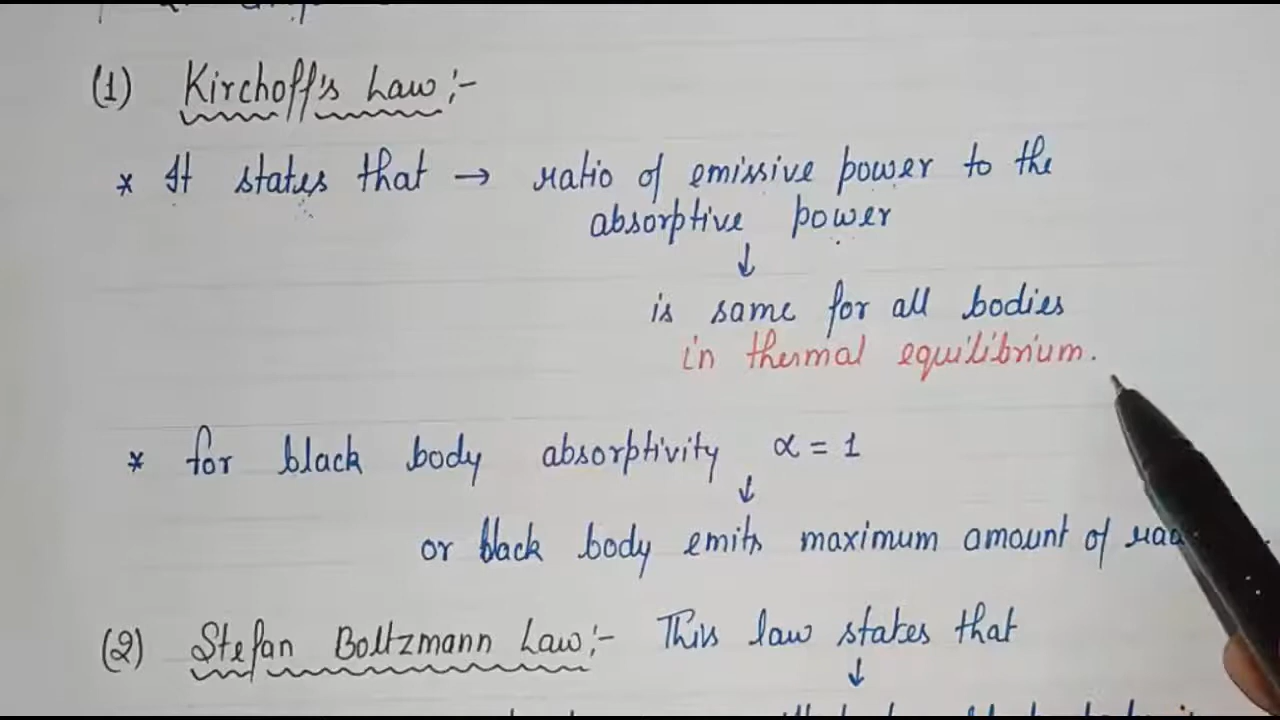 (1) Kirchoff's Law :-
* It states that → ratio of emissive power to the
absorptive power
↓
is same for all bodies
in thermal equilibrium.
* for black body absorptivity α = 1
↓
or black body emits maximum amount of
(2) Stefan Boltzmann Law :- This law states that
↓